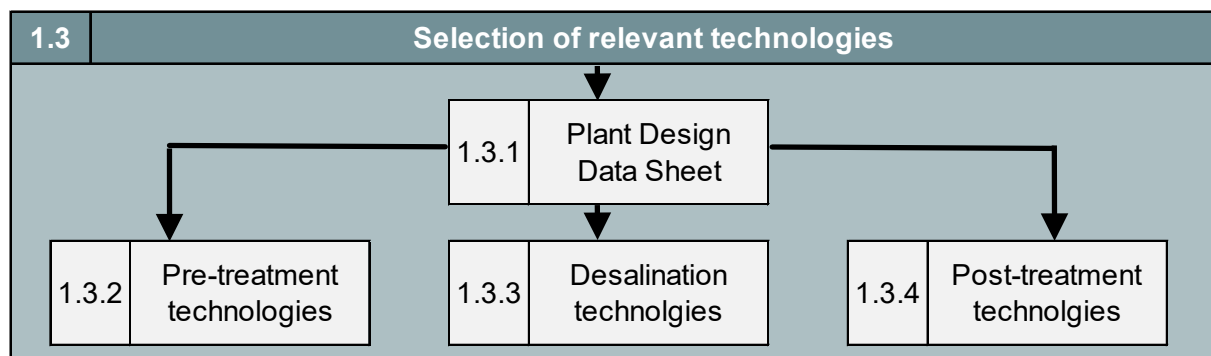 1.3 Selection of relevant technologies
1.3.1 Plant Design
Data Sheet
1.3.2 Pre-treatment
technologies
1.3.3 Desalination
technolgies
1.3.4 Post-treatment
technolgies